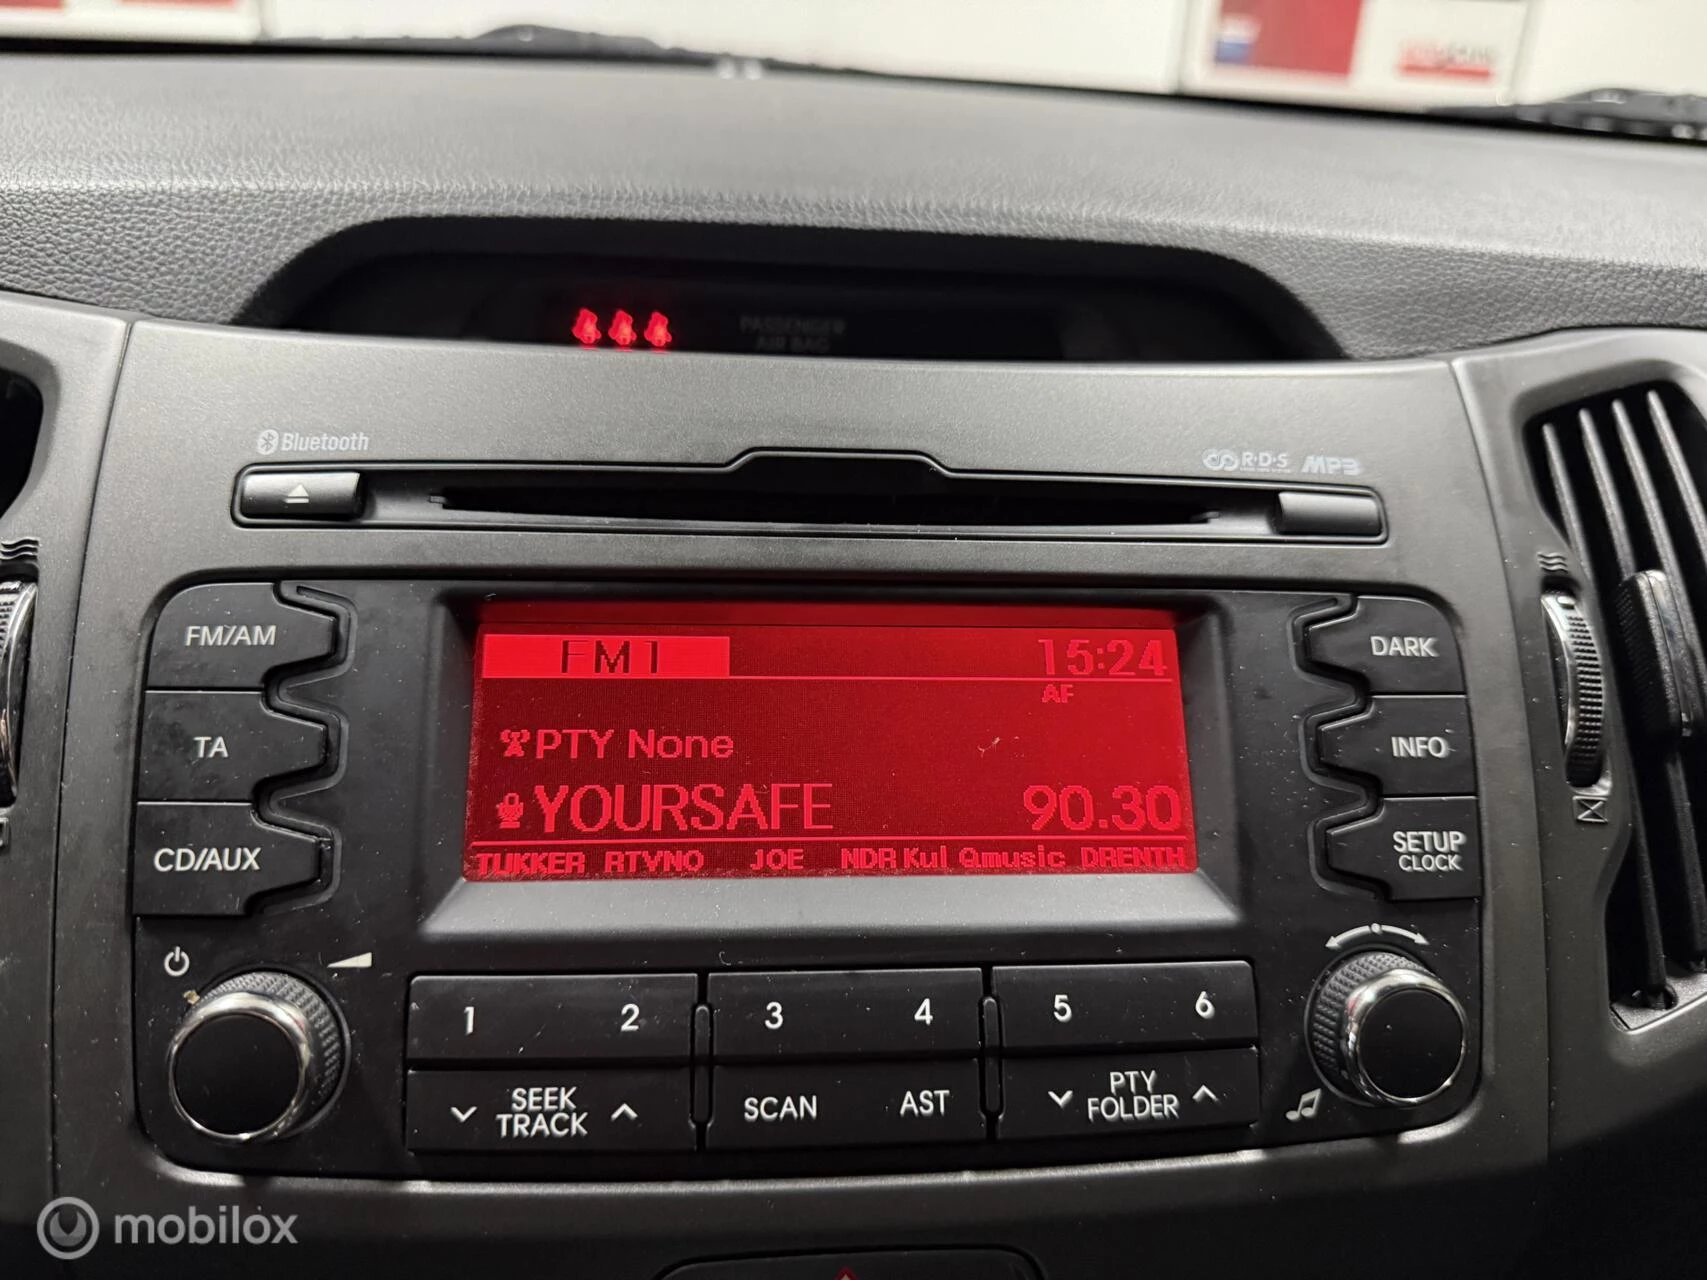 PASSENGER
AIR BAG
Bluetooth
R·D·S MP3
FM/AM
TA
CD/AUX
FM1 15:24
AF
PTY None
YOURSAFE 90.30
TUKKER RTVNO JOE NDR Kul Qmusic DRENTH
DARK
INFO
SETUP
CLOCK
1 2 3 4 5 6
SEEK
TRACK
SCAN AST
PTY
FOLDER
mobilox